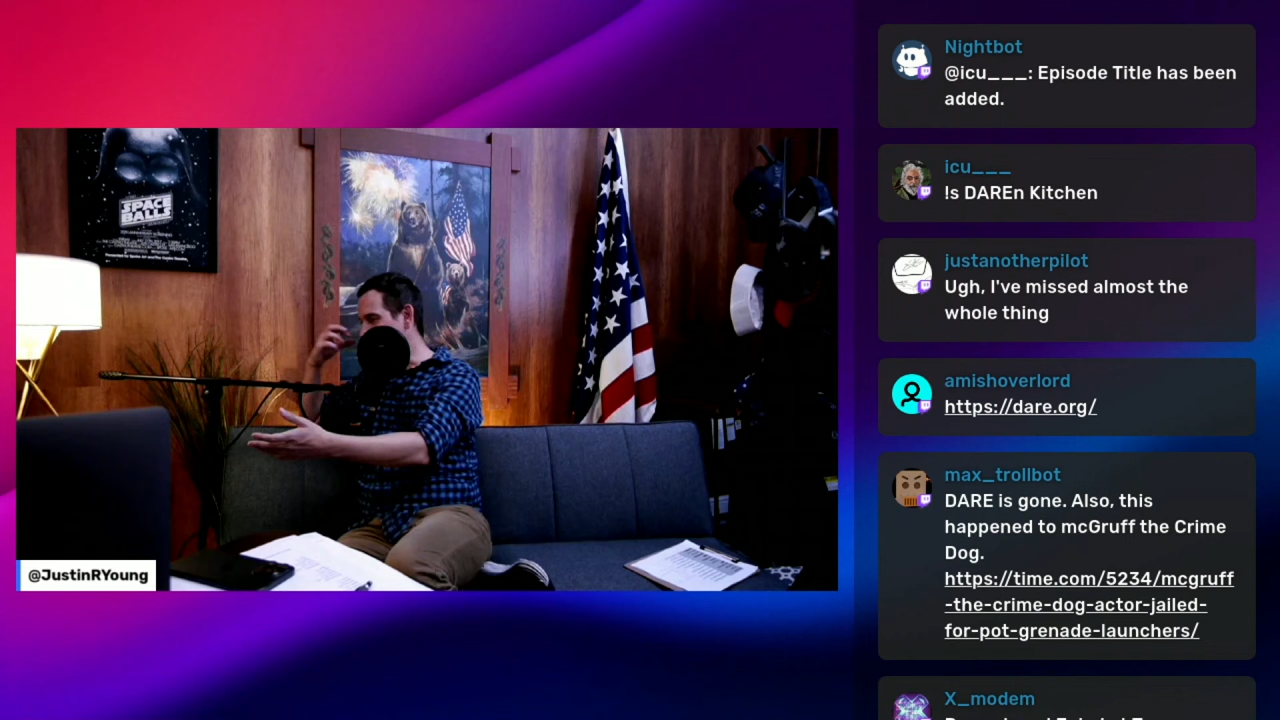 SPACE
BALLS
@JustinRYoung
Nightbot
@icu___: Episode Title has been
added.
icu___
!s DAREn Kitchen
justanotherpilot
Ugh, I've missed almost the
whole thing
amishoverlord
https://dare.org/
max_trollbot
DARE is gone. Also, this
happened to mcGruff the Crime
Dog.
https://time.com/5234/mcgruff
-the-crime-dog-actor-jailed-
for-pot-grenade-launchers/
X_modem